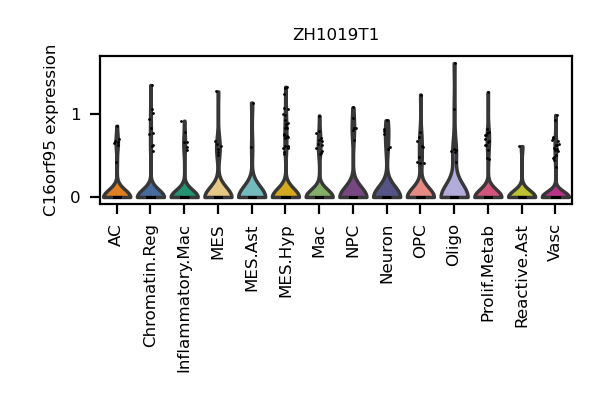 ZH1019T1
C16orf95 expression
1
0
AC
Chromatin.Reg
Inflammatory.Mac
MES
MES.Ast
MES.Hyp
Mac
NPC
Neuron
OPC
Oligo
Prolif.Metab
Reactive.Ast
Vasc